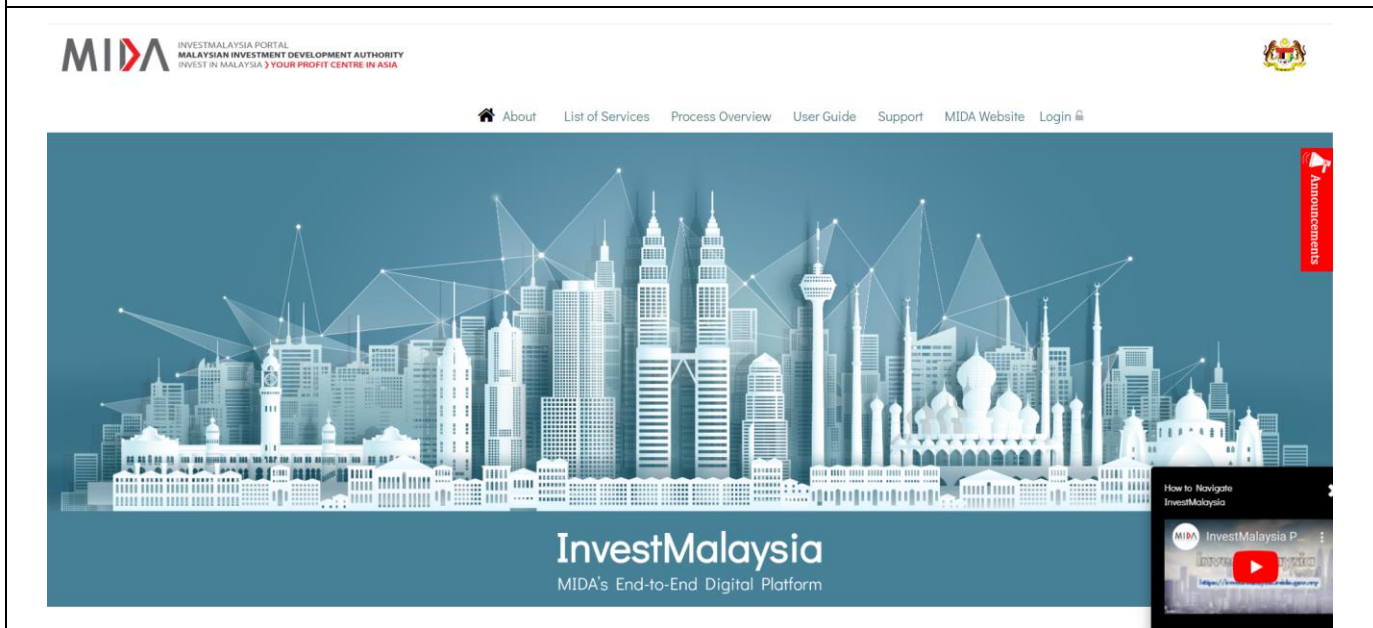 MIDA
INVESTMALAYSIA PORTAL
MALAYSIAN INVESTMENT DEVELOPMENT AUTHORITY
INVEST IN MALAYSIA YOUR PROFIT CENTRE IN ASIA
About List of Services Process Overview User Guide Support MIDA Website Login
Announcements
How to Navigate
InvestMalaysia
MIDA InvestMalaysia P...
InvestMalaysia
MIDA's End-to-End Digital Platform